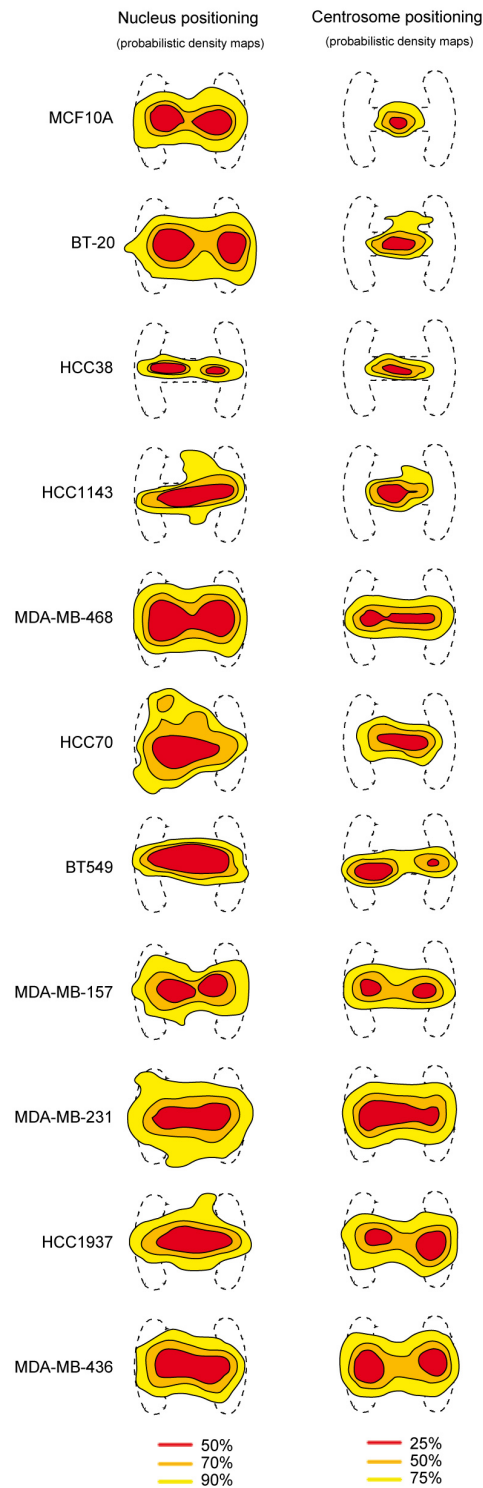 Nucleus positioning Centrosome positioning
(probabilistic density maps) (probabilistic density maps)
MCF10A
BT-20
HCC38
HCC1143
MDA-MB-468
HCC70
BT549
MDA-MB-157
MDA-MB-231
HCC1937
MDA-MB-436
50% 25%
70% 50%
90% 75%